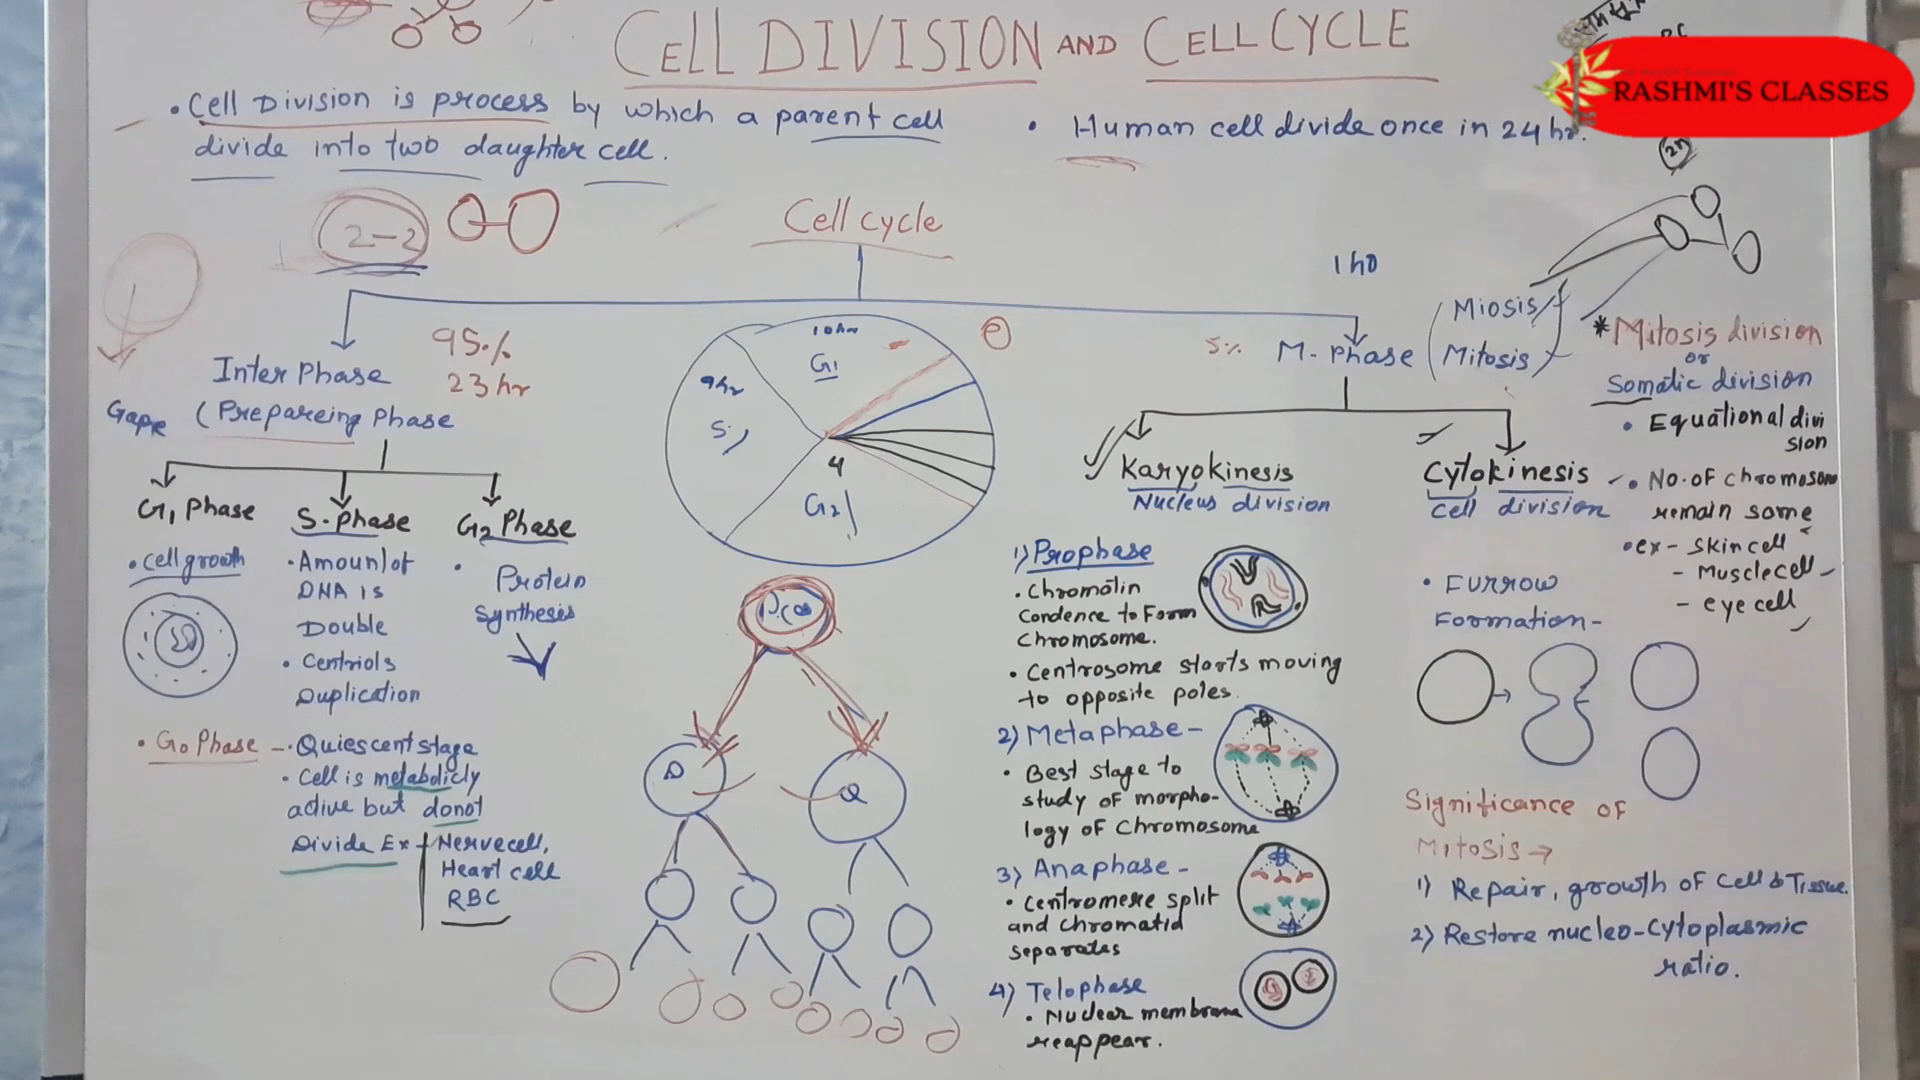 CELL DIVISION AND CELL CYCLE
RASHMI'S CLASSES
• Cell Division is process by which a parent cell
divide into two daughter cell.
• Human cell divide once in 24 hr.
2n
2-2
Cell cycle
1 hr
Inter Phase
95%
23 hr
Gape (Prepareing Phase
G1 Phase
• Cell growth
S-Phase
• Amount of
DNA is
Double
• Centriols
Duplication
G2 Phase
• Protein
Synthesis
• G0 Phase - • Quiescent stage
• Cell is metabolicly
active but donot
Divide Ex - Nervecell,
Heart cell
RBC
10 hr
G1
9 hr
S
4
G2
D
5% M-Phase (Miosis
Mitosis
Karyokinesis
Nucleus division
1) Prophase
• Chromatin
Condence to Form
Chromosome.
• Centrosome starts moving
to opposite poles.
2) Metaphase -
• Best stage to
study of morpho-
logy of chromosome
3) Anaphase -
• Centromere split
and chromatid
separates
4) Telophase
• Nuclear membrane
reappear.
Cytokinesis
Cell division
• Furrow
Formation -
* Mitosis division
or
Somatic division
• Equational divi
sion
• No. of chromosome
remain same
• ex - skin cell
- Muscle cell
- eye cell
Significance of
Mitosis →
1) Repair, growth of cell & Tissue.
2) Restore nucleo-cytoplasmic
ratio.